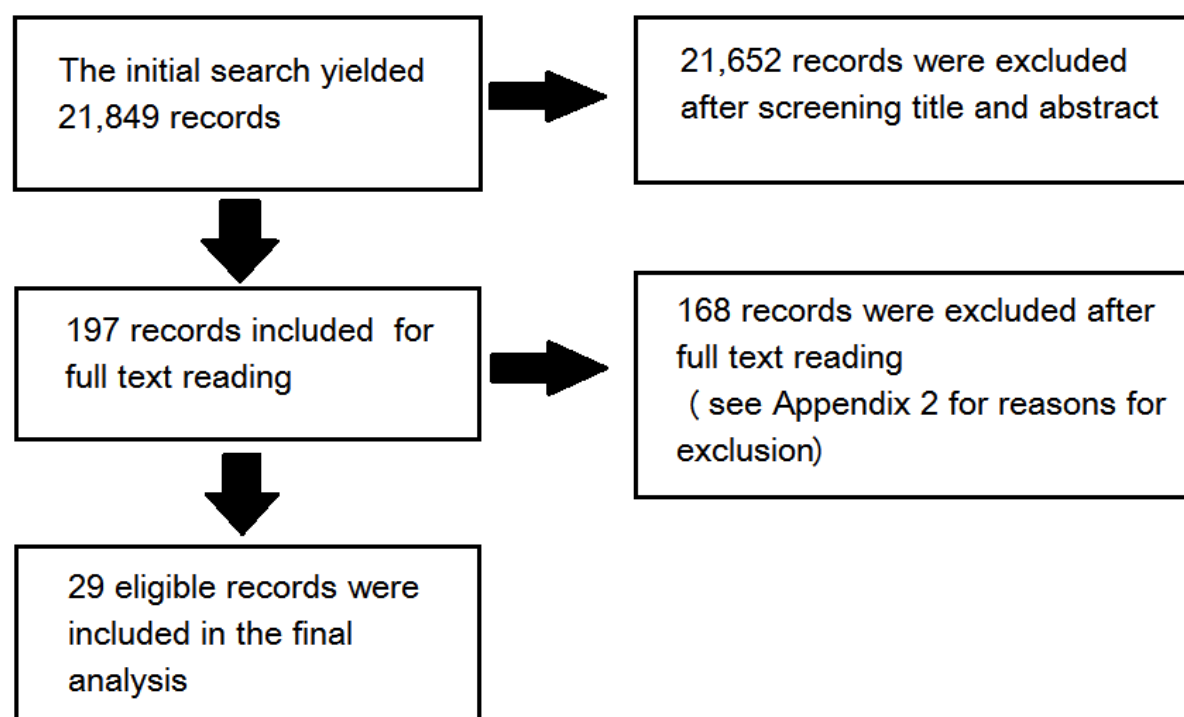 The initial search yielded
21,849 records
21,652 records were excluded
after screening title and abstract
197 records included  for
full text reading
168 records were excluded after
full text reading
（see Appendix 2 for reasons for
exclusion)
29 eligible records were
included in the final
analysis